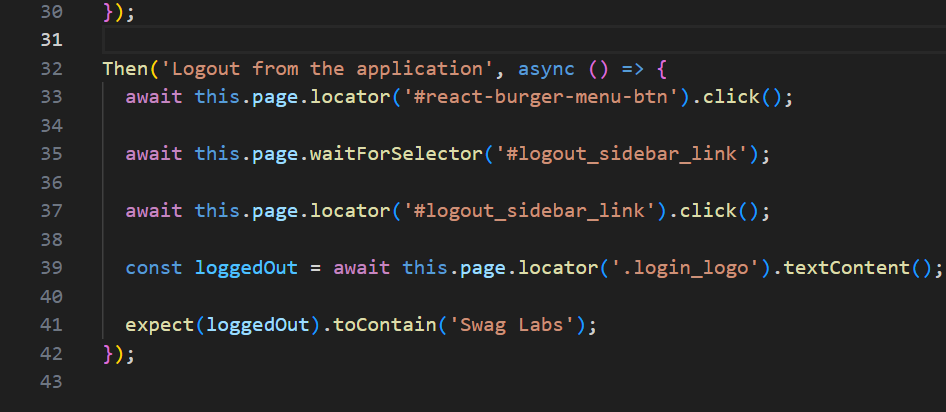 30 });
31
32 Then('Logout from the application', async () => {
33   await this.page.locator('#react-burger-menu-btn').click();
34
35   await this.page.waitForSelector('#logout_sidebar_link');
36
37   await this.page.locator('#logout_sidebar_link').click();
38
39   const loggedOut = await this.page.locator('.login_logo').textContent();
40
41   expect(loggedOut).toContain('Swag Labs');
42 });
43